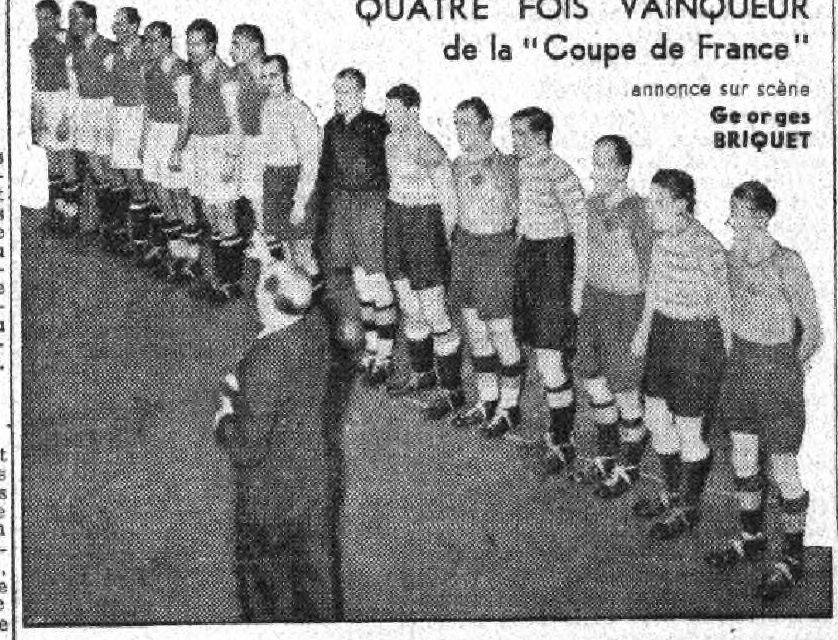 QUATRE FOIS VAINQUEUR
de la "Coupe de France"
annonce sur scène
Georges
BRIQUET